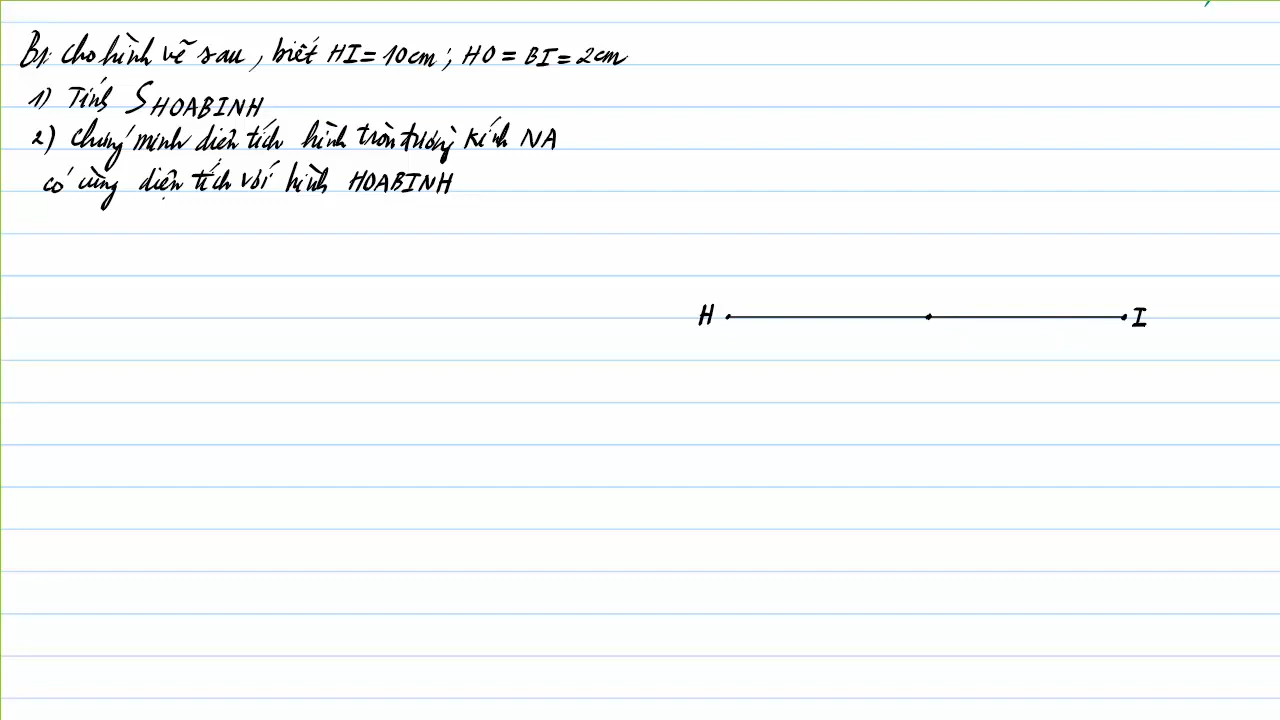 B1: cho hình vẽ sau, biết HI = 10cm; HO = BI = 2cm
1) Tính S HOABINH
2) chứng minh diện tích hình tròn đường kính NA
có cùng diện tích với hình HOABINH
H I